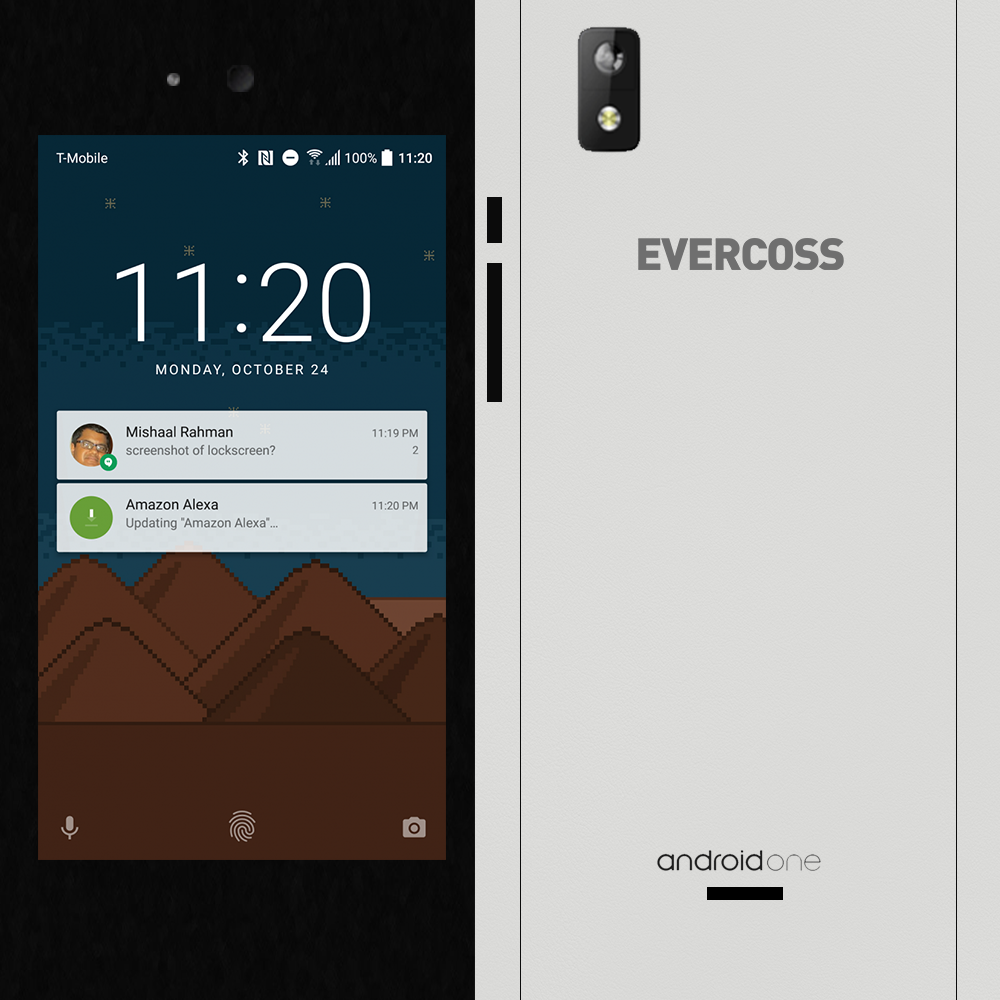 T-Mobile 100% 11:20
11:20
MONDAY, OCTOBER 24
Mishaal Rahman 11:19 PM
screenshot of lockscreen? 2
Amazon Alexa 11:20 PM
Updating "Amazon Alexa"...
EVERCOSS
androidone